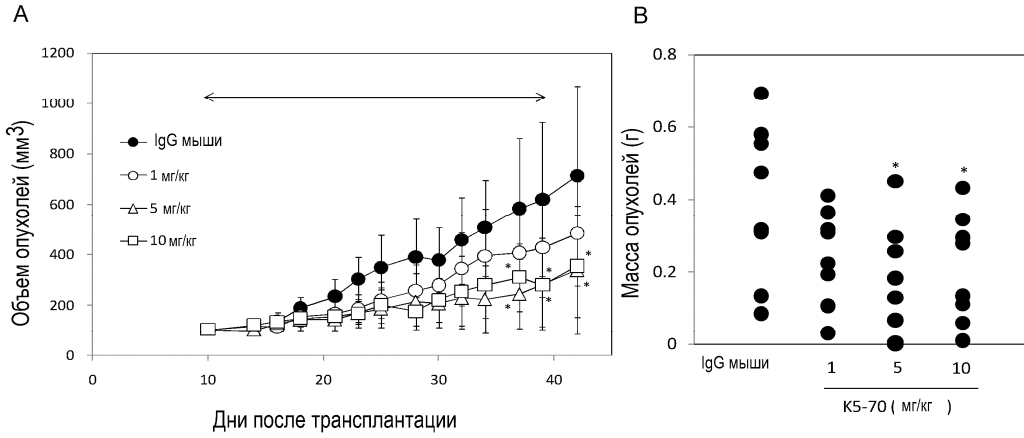 A
Объем опухолей (мм3)
1200
1000
800
600
400
200
0
IgG мыши
1 мг/кг
5 мг/кг
10 мг/кг
*
*
*
*
*
*
0
10
20
30
40
Дни после трансплантации
B
Масса опухолей (г)
0.8
0.6
0.4
0.2
0
*
*
IgG мыши
1
5
10
K5-70 ( мг/кг )